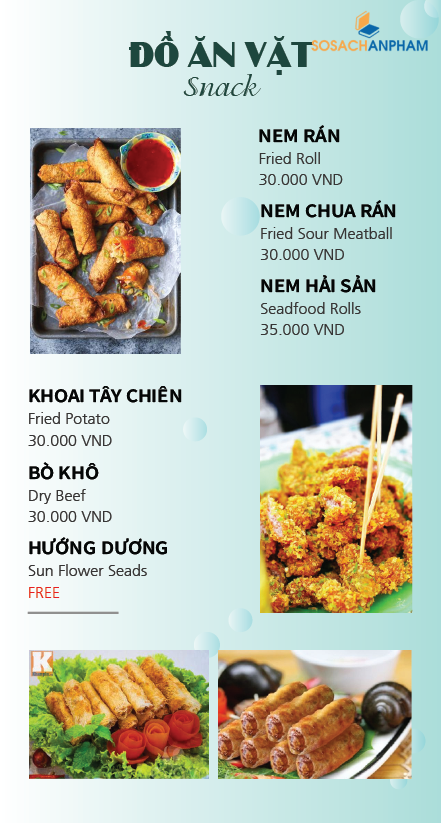 ĐỒ ĂN VẶT
SOSACHANPHAM
Snack
NEM RÁN
Fried Roll
30.000 VND
NEM CHUA RÁN
Fried Sour Meatball
30.000 VND
NEM HẢI SẢN
Seadfood Rolls
35.000 VND
KHOAI TÂY CHIÊN
Fried Potato
30.000 VND
BÒ KHÔ
Dry Beef
30.000 VND
HƯỚNG DƯƠNG
Sun Flower Seads
FREE
K